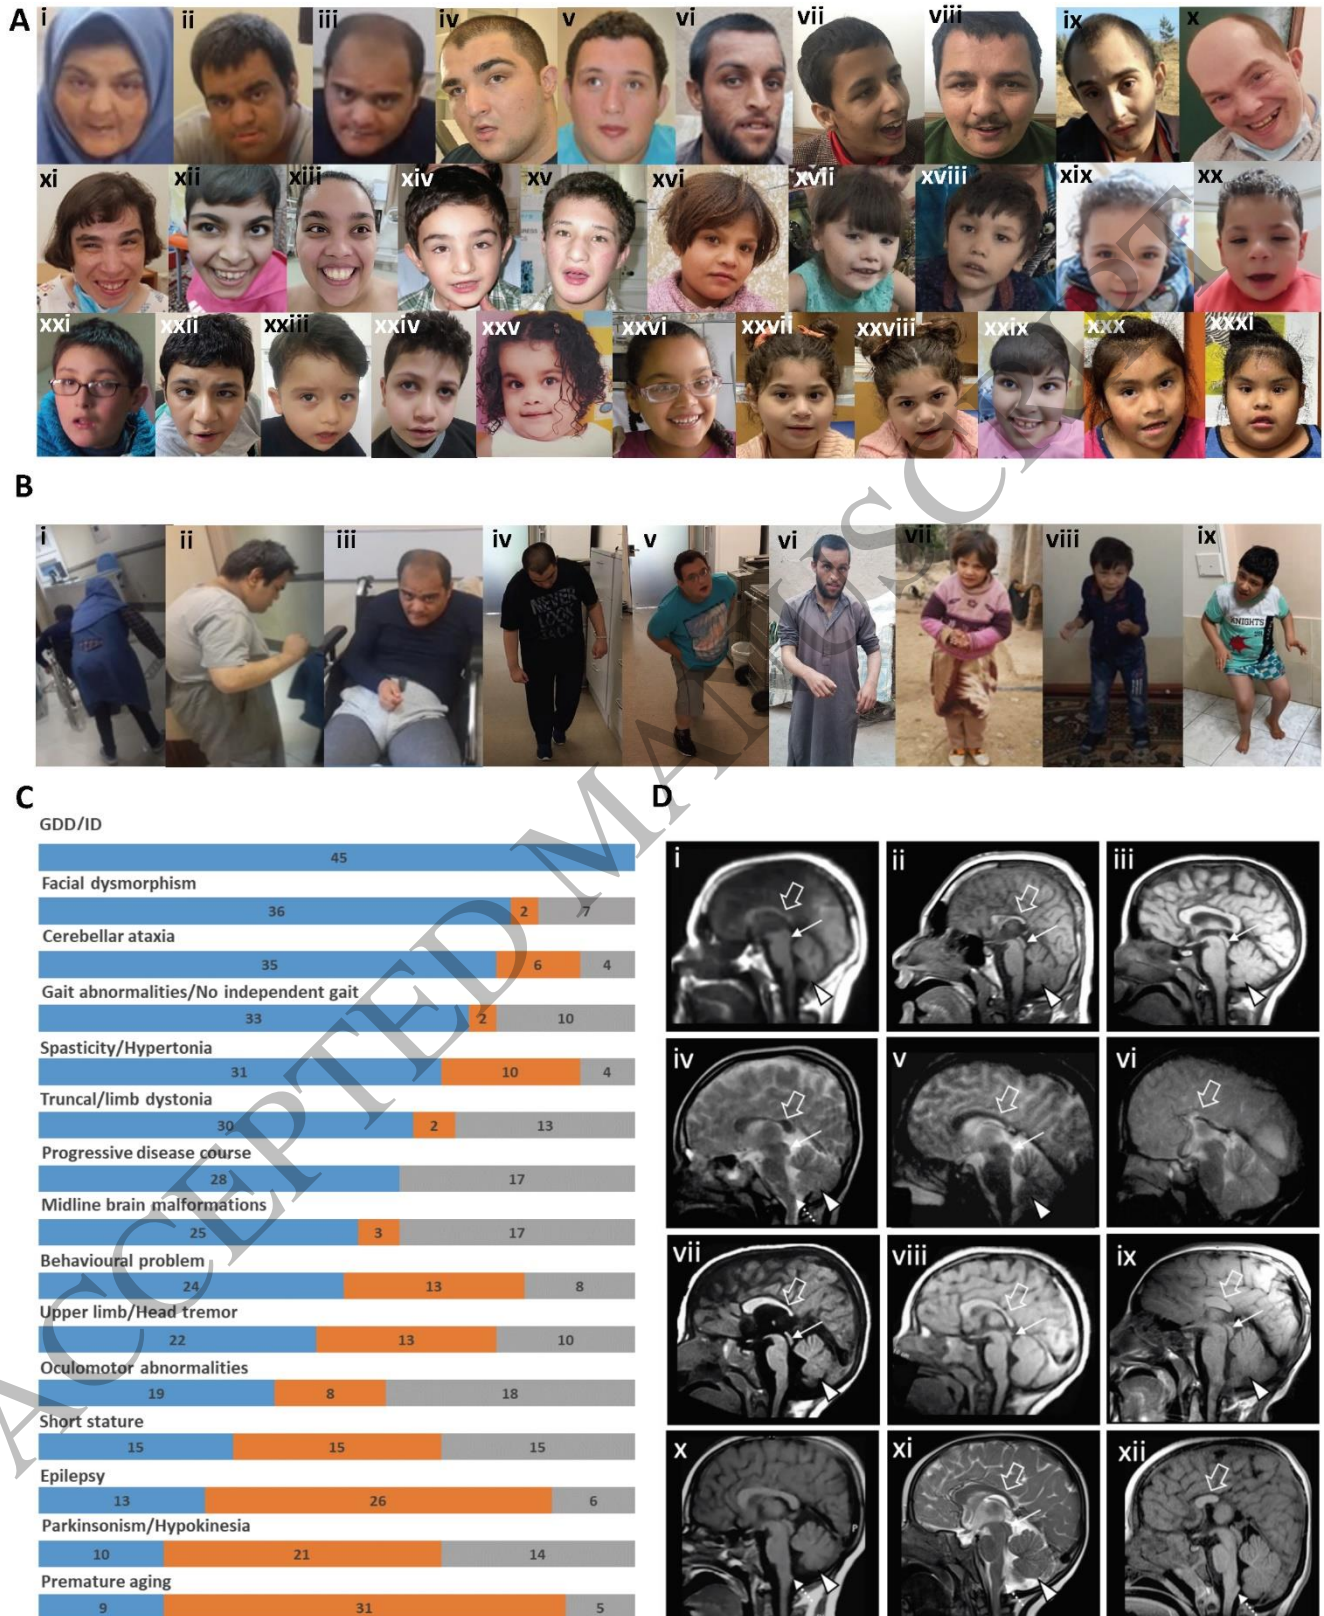 A
i ii iii iv v vi vii viii ix x
xi xii xiii xiv xv xvi xvii xviii xix xx
xxi xxii xxiii xxiv xxv xxvi xxvii xxviii xxix xxx xxxi
B
i ii iii iv v vi vii viii ix
NEVER
LOOK
BACK
KNIGHTS
C
GDD/ID
45
Facial dysmorphism
36 2 7
Cerebellar ataxia
35 6 4
Gait abnormalities/No independent gait
33 2 10
Spasticity/Hypertonia
31 10 4
Truncal/limb dystonia
30 2 13
Progressive disease course
28 17
Midline brain malformations
25 3 17
Behavioural problem
24 13 8
Upper limb/Head tremor
22 13 10
Oculomotor abnormalities
19 8 18
Short stature
15 15 15
Epilepsy
13 26 6
Parkinsonism/Hypokinesia
10 21 14
Premature aging
9 31 5
D
i ii iii
iv v vi
vii viii ix
x xi xii
P
ACCEPTED MANUSCRIPT